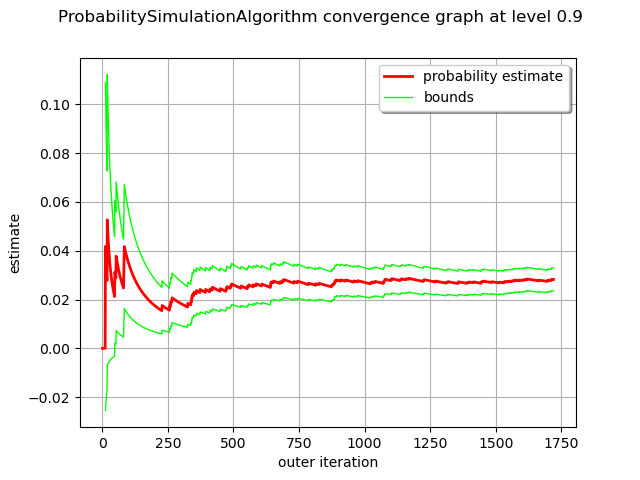 ProbabilitySimulationAlgorithm convergence graph at level 0.9
probability estimate
bounds
0.10
0.08
0.06
0.04
0.02
0.00
−0.02
estimate
0 250 500 750 1000 1250 1500 1750
outer iteration